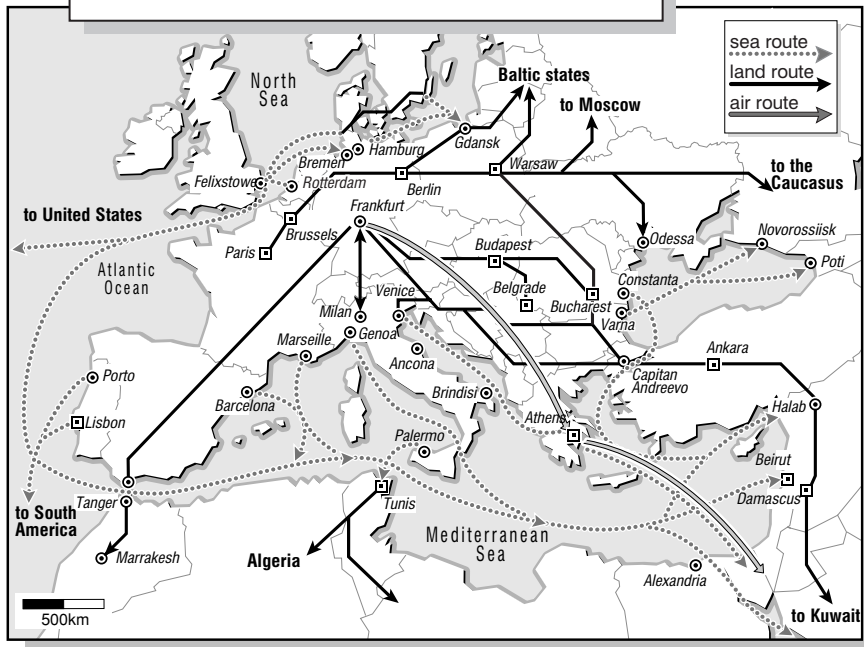 sea route
land route
air route
North
Sea
Baltic states
to Moscow
Gdansk
Hamburg
Bremen
Warsaw
to the
Caucasus
Felixstowe
Rotterdam
Berlin
Frankfurt
to United States
Brussels
Paris
Budapest
Odessa
Novorossiisk
Poti
Atlantic
Ocean
Venice
Belgrade
Constanta
Bucharest
Milan
Varna
Marseille
Genoa
Ancona
Ankara
Capitan
Andreevo
Porto
Barcelona
Brindisi
Halab
Lisbon
Athens
Palermo
Beirut
Damascus
Tanger
Tunis
to South
America
Mediterranean
Sea
Marrakesh
Algeria
Alexandria
500km
to Kuwait